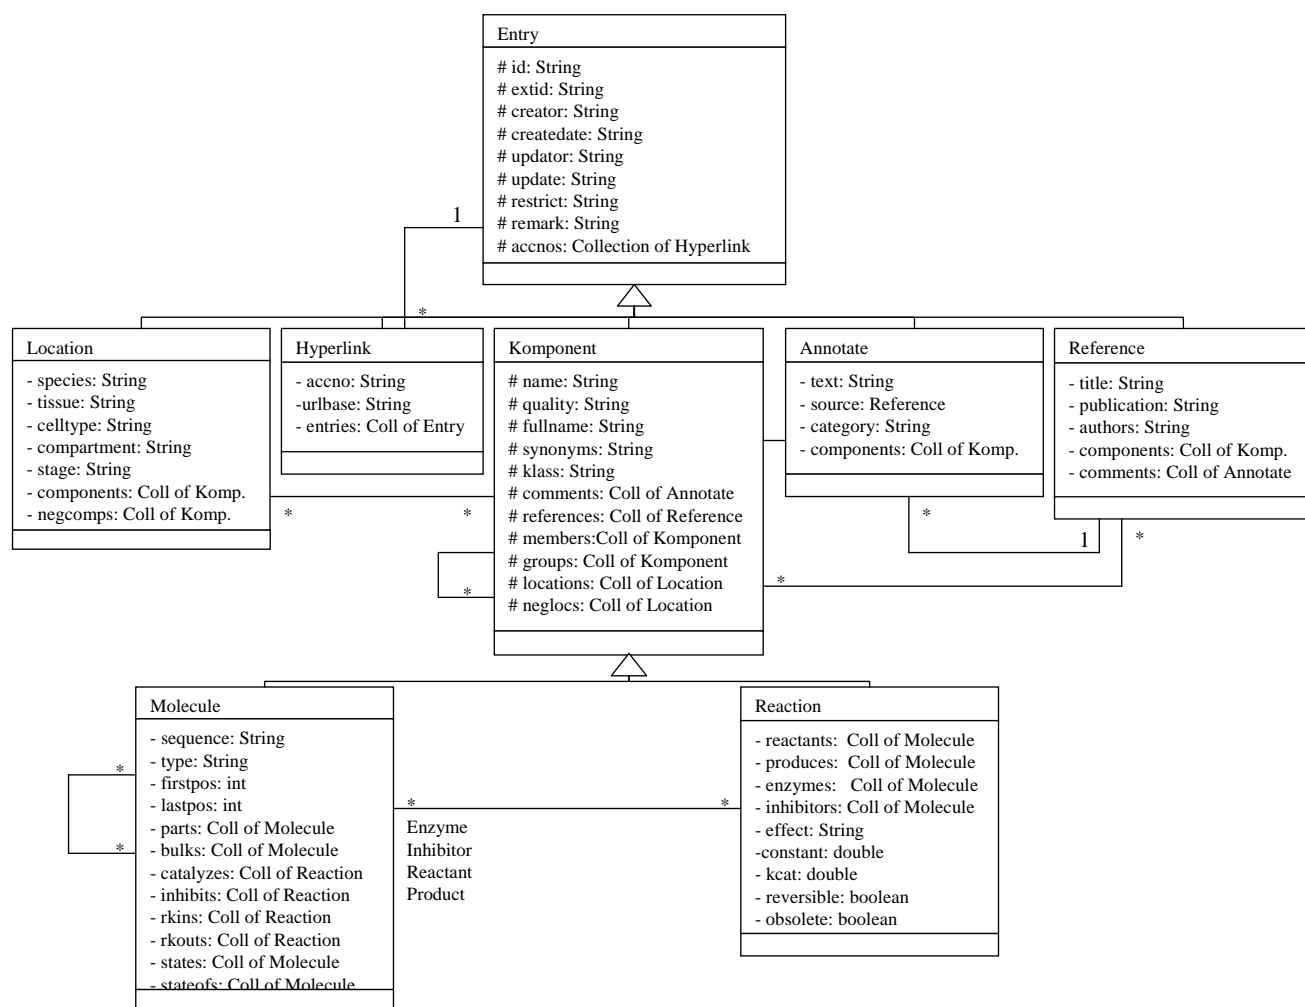 Entry
# id: String
# extid: String
# creator: String
# createdate: String
# updator: String
# update: String
# restrict: String
# remark: String
# accnos: Collection of Hyperlink
1
*
Location
- species: String
- tissue: String
- celltype: String
- compartment: String
- stage: String
- components: Coll of Komp.
- negcomps: Coll of Komp.
Hyperlink
- accno: String
-urlbase: String
- entries: Coll of Entry
Komponent
# name: String
# quality: String
# fullname: String
# synonyms: String
# klass: String
# comments: Coll of Annotate
# references: Coll of Reference
# members:Coll of Komponent
# groups: Coll of Komponent
# locations: Coll of Location
# neglocs: Coll of Location
Annotate
- text: String
- source: Reference
- category: String
- components: Coll of Komp.
Reference
- title: String
- publication: String
- authors: String
- components: Coll of Komp.
- comments: Coll of Annotate
*
*
*
*
1
*
*
Molecule
- sequence: String
- type: String
- firstpos: int
- lastpos: int
- parts: Coll of Molecule
- bulks: Coll of Molecule
- catalyzes: Coll of Reaction
- inhibits: Coll of Reaction
- rkins: Coll of Reaction
- rkouts: Coll of Reaction
- states: Coll of Molecule
- stateofs: Coll of Molecule
*
*
*
*
Enzyme
Inhibitor
Reactant
Product
Reaction
- reactants: Coll of Molecule
- produces: Coll of Molecule
- enzymes: Coll of Molecule
- inhibitors: Coll of Molecule
- effect: String
-constant: double
- kcat: double
- reversible: boolean
- obsolete: boolean